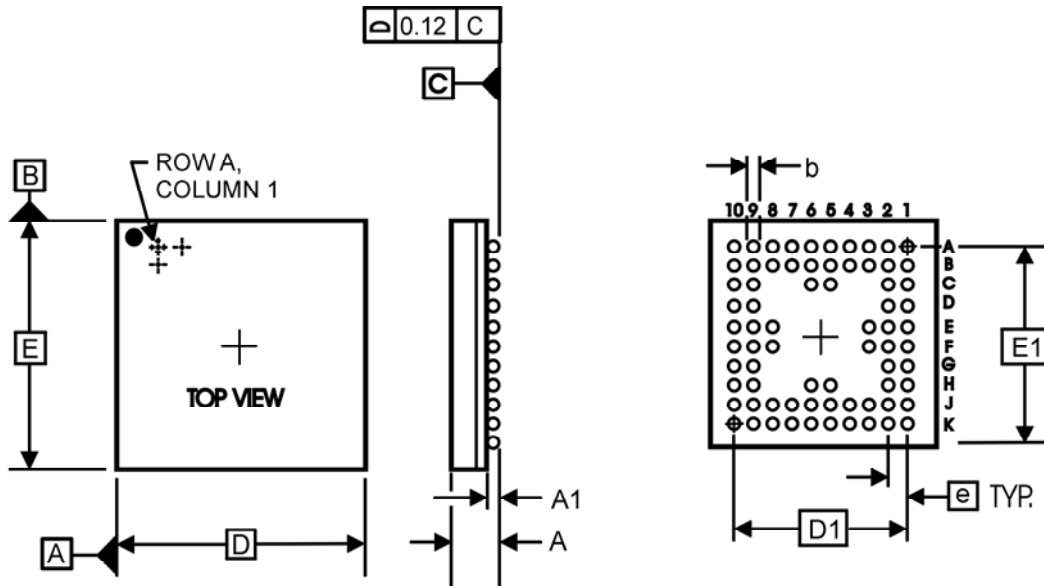 ⌓ 0.12 C
C
ROW A,
COLUMN 1
B
E
TOP VIEW
A
D
A1
A
b
10 9 8 7 6 5 4 3 2 1
A
B
C
D
E
F
G
H
J
K
E1
e TYP.
D1